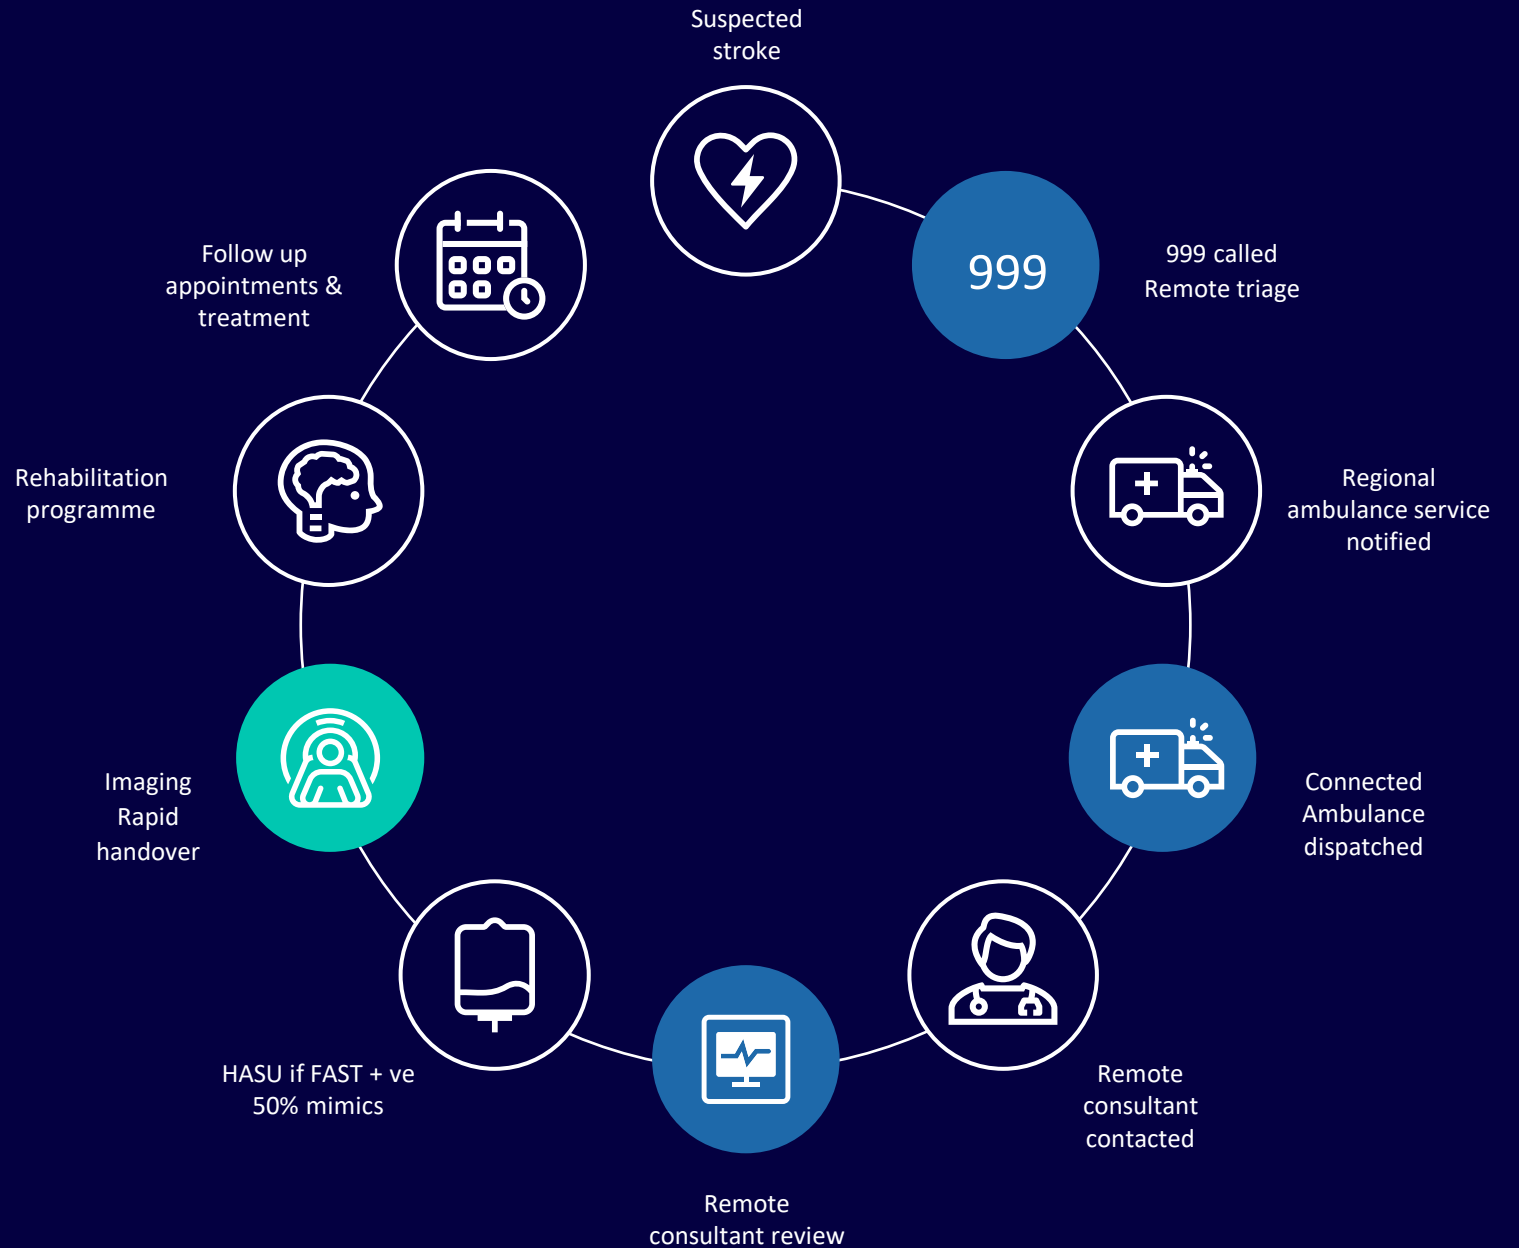 Suspected
stroke
999
999 called
Remote triage
Regional
ambulance service
notified
Connected
Ambulance
dispatched
Remote
consultant
contacted
Remote
consultant review
HASU if FAST + ve
50% mimics
Imaging
Rapid
handover
Rehabilitation
programme
Follow up
appointments &
treatment